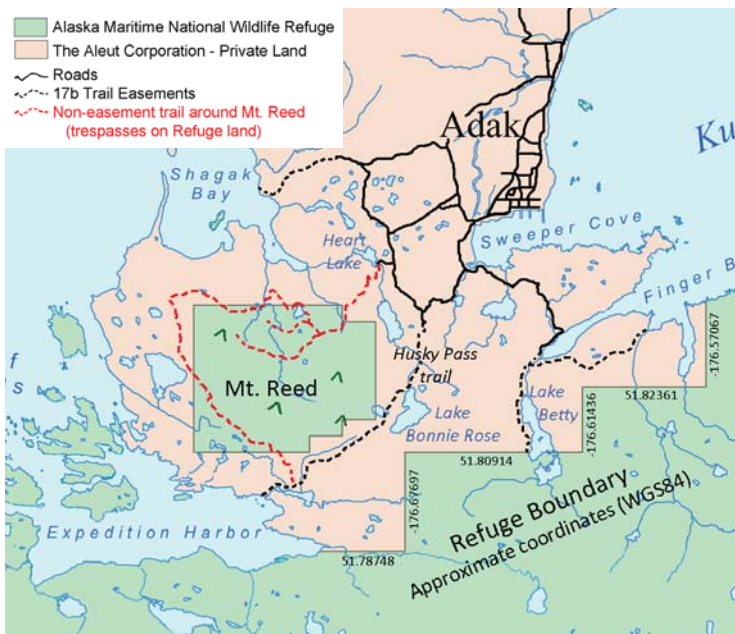 Alaska Maritime National Wildlife Refuge
The Aleut Corporation - Private Land
Roads
17b Trail Easements
Non-easement trail around Mt. Reed
(trespasses on Refuge land)
Adak
Ku
Shagak
Bay
Sweeper Cove
Heart
Lake
Finger B
-176.57067
of
s
Husky Pass
trail
Mt. Reed
51.82361
Lake
Betty
-176.61436
Lake
Bonnie Rose
51.80914
-176.67697
Refuge Boundary
Approximate coordinates (WGS84)
Expedition Harbor
51.78748